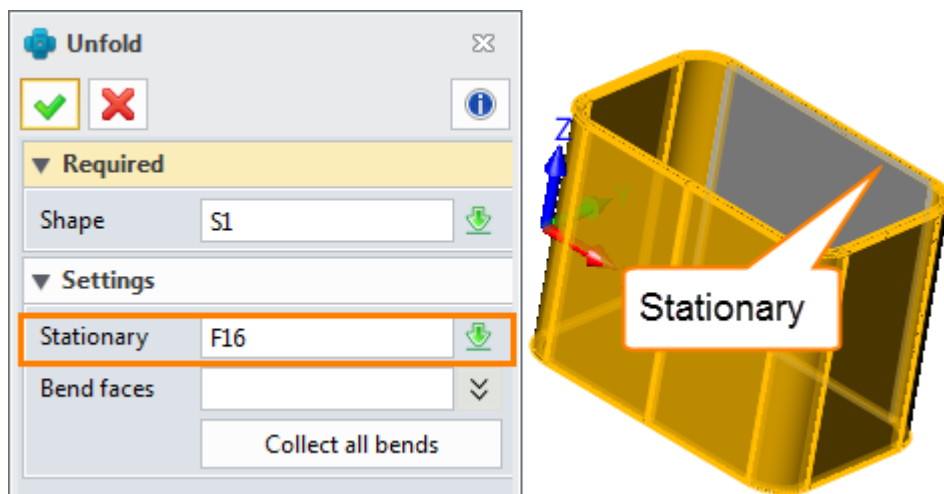 Unfold
Required
Shape S1
Settings
Stationary F16
Bend faces
Collect all bends
Z
Y
Stationary